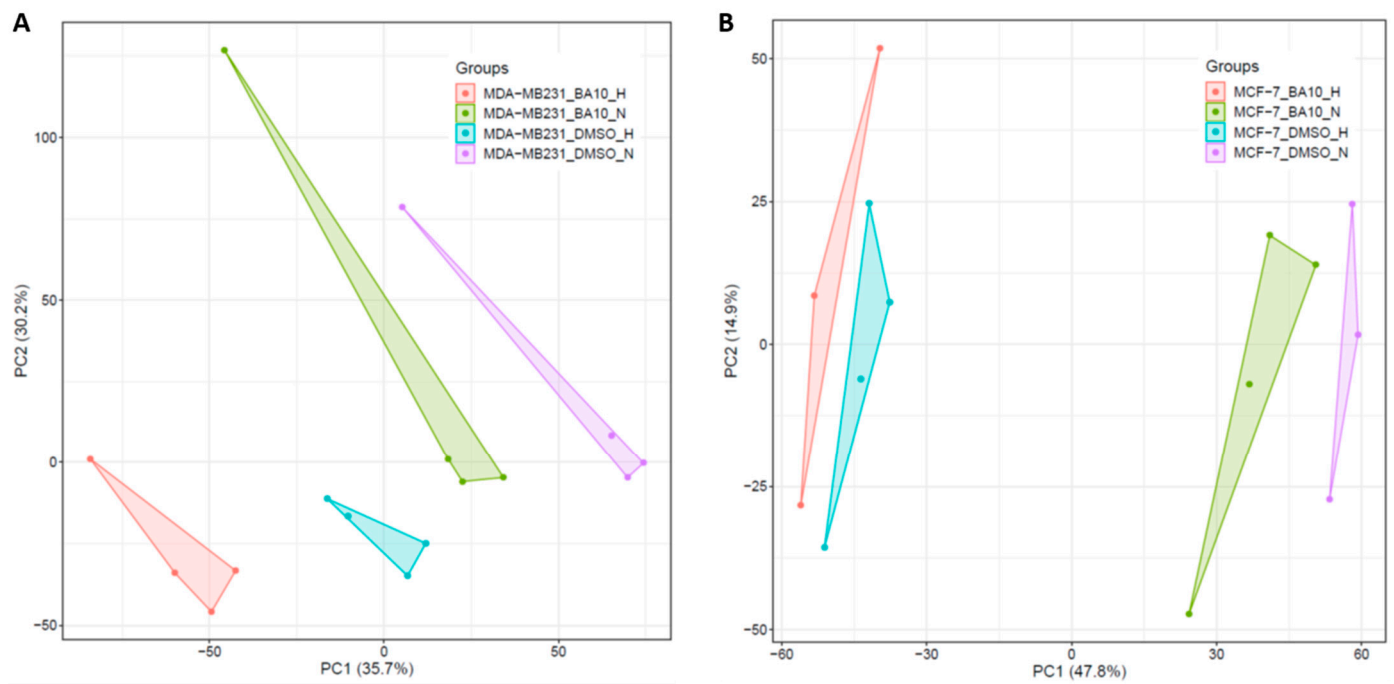 A
Groups
MDA-MB231_BA10_H
MDA-MB231_BA10_N
MDA-MB231_DMSO_H
MDA-MB231_DMSO_N
100
50
0
−50
PC2 (30.2%)
−50
0
50
PC1 (35.7%)
B
Groups
MCF-7_BA10_H
MCF-7_BA10_N
MCF-7_DMSO_H
MCF-7_DMSO_N
50
25
0
−25
−50
PC2 (14.9%)
−60
−30
0
30
60
PC1 (47.8%)